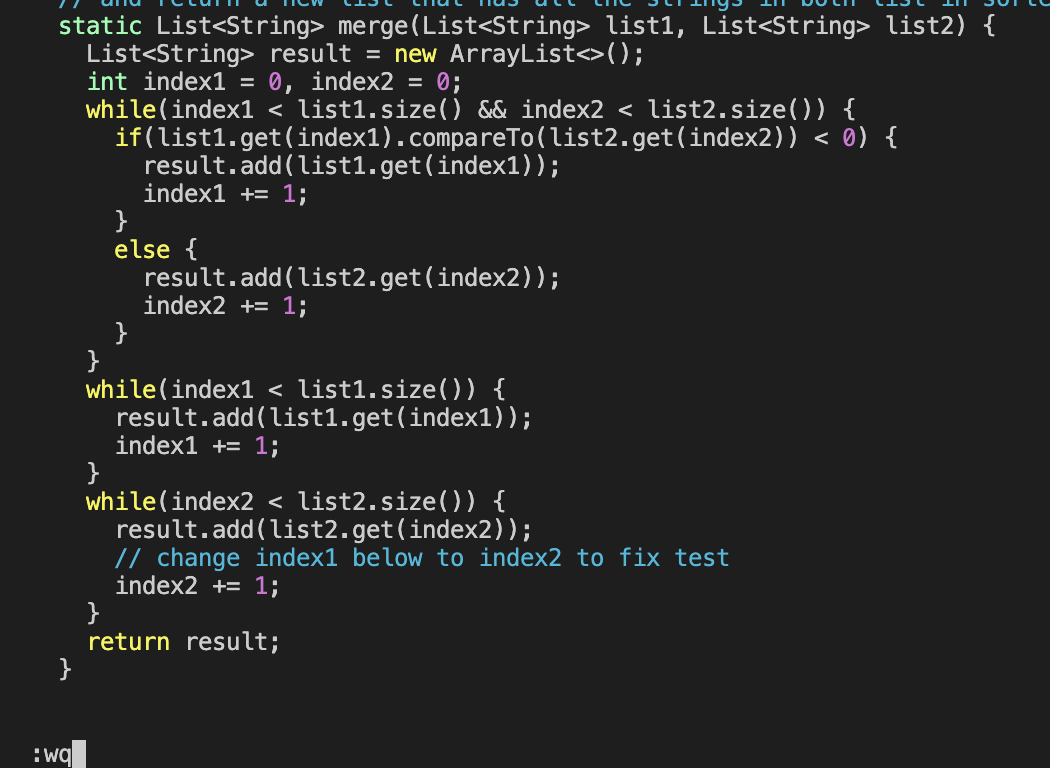 // and return a new list that has all the strings in both list in sorte
static List<String> merge(List<String> list1, List<String> list2) {
List<String> result = new ArrayList<>();
int index1 = 0, index2 = 0;
while(index1 < list1.size() && index2 < list2.size()) {
if(list1.get(index1).compareTo(list2.get(index2)) < 0) {
result.add(list1.get(index1));
index1 += 1;
}
else {
result.add(list2.get(index2));
index2 += 1;
}
}
while(index1 < list1.size()) {
result.add(list1.get(index1));
index1 += 1;
}
while(index2 < list2.size()) {
result.add(list2.get(index2));
// change index1 below to index2 to fix test
index2 += 1;
}
return result;
}
:wq